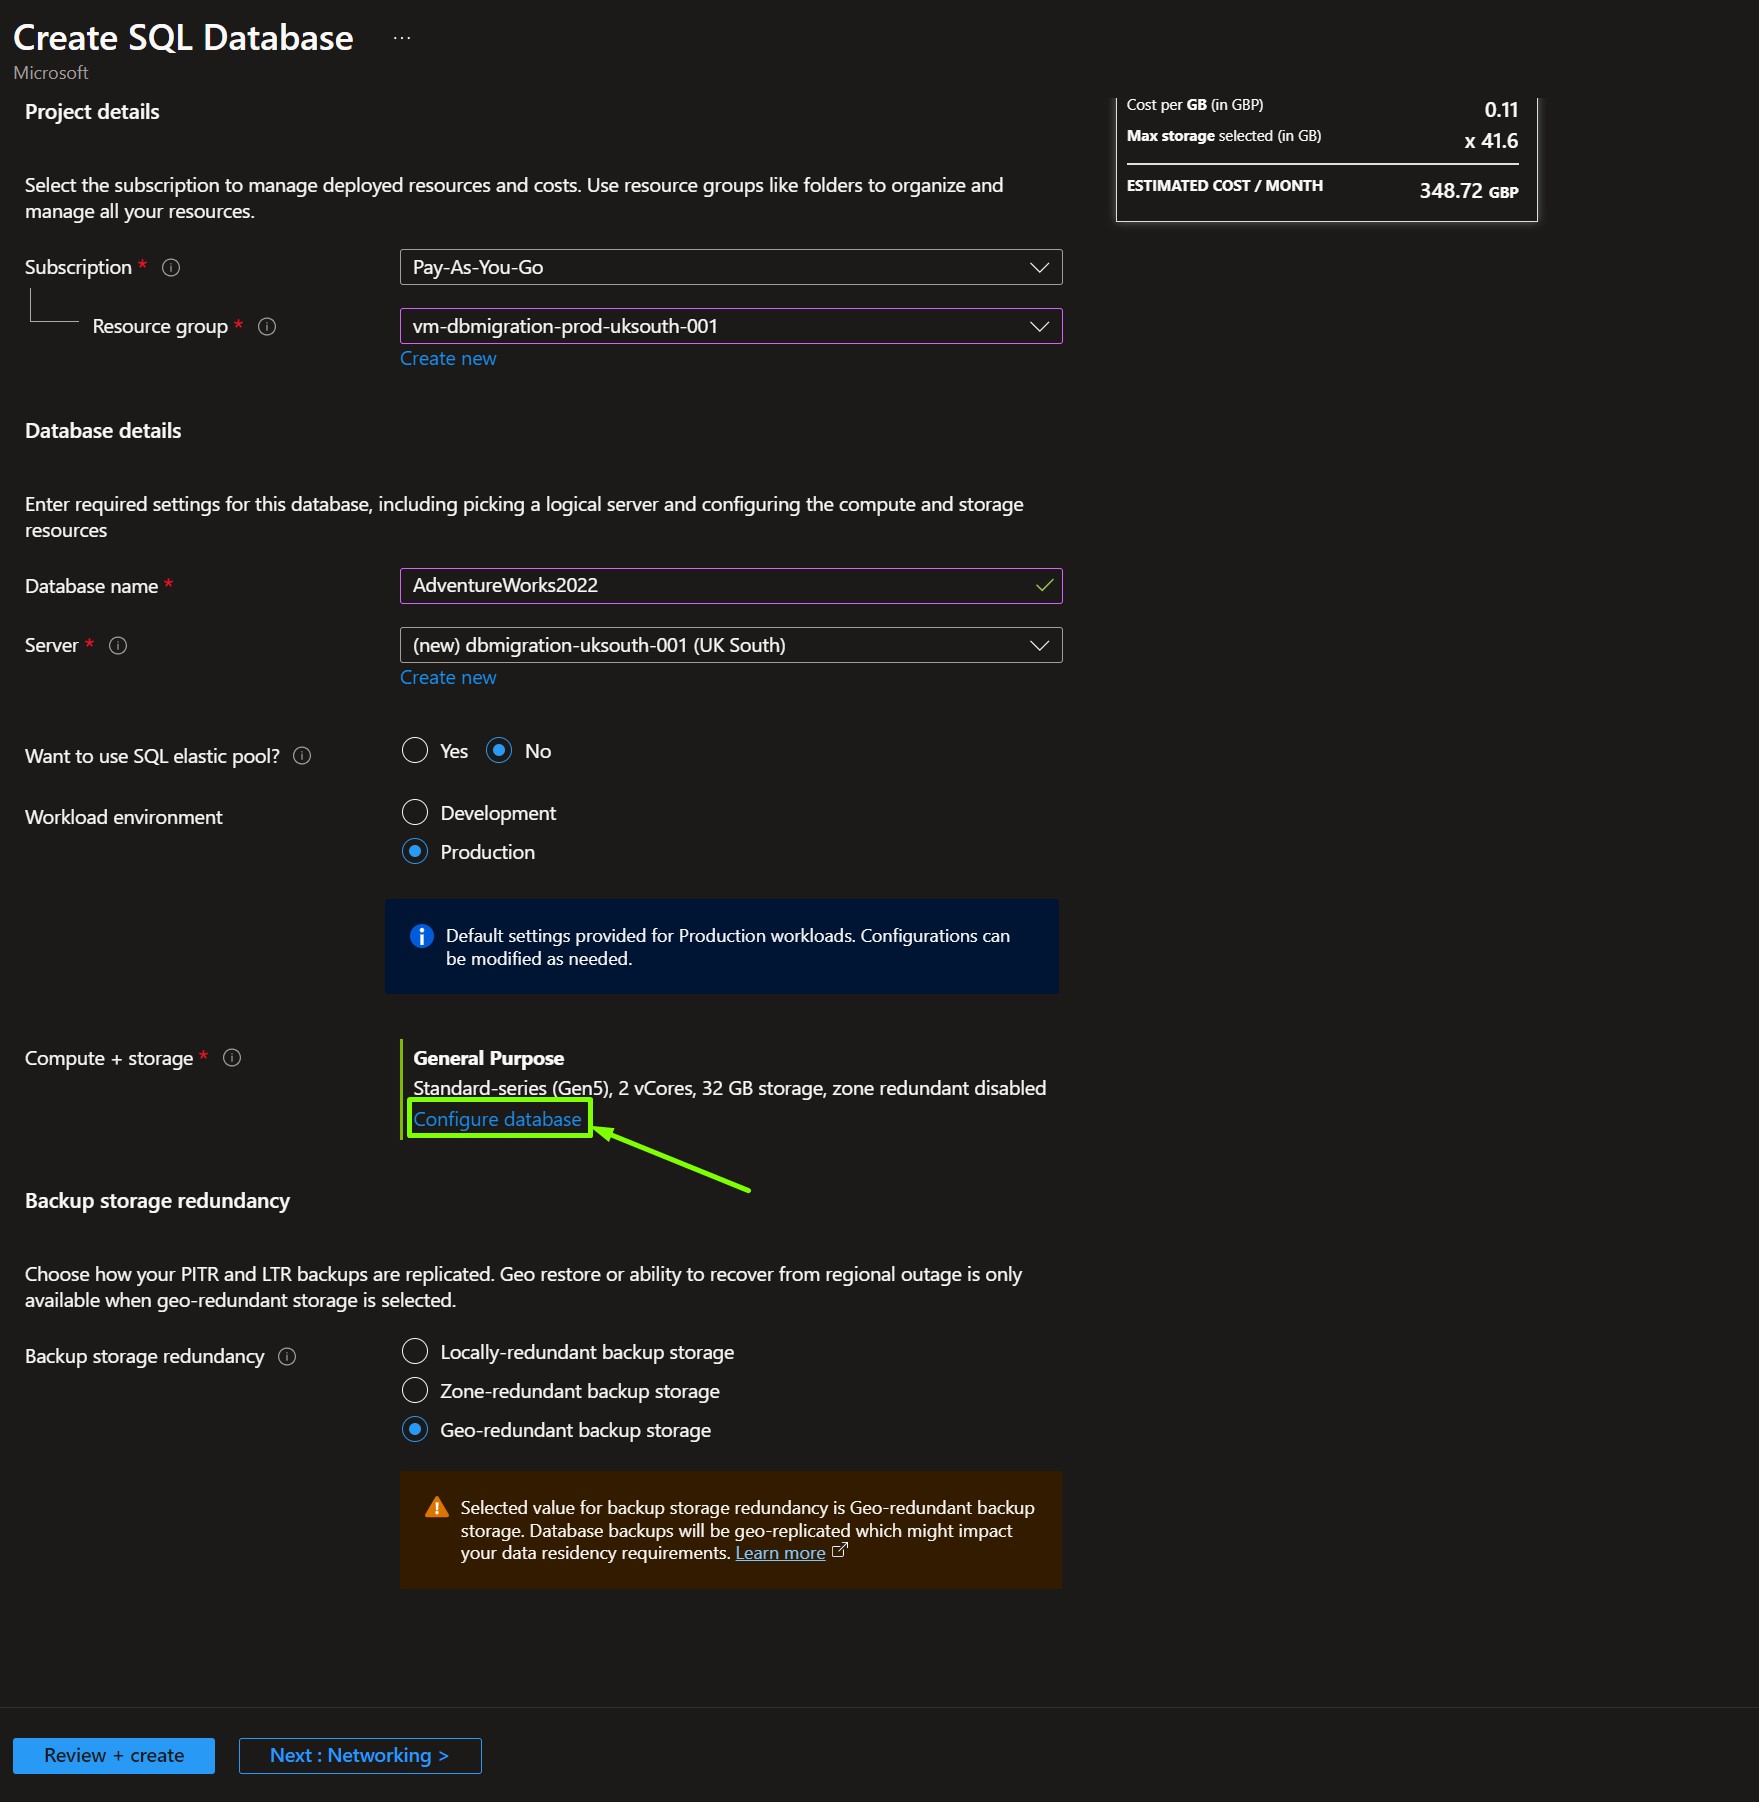 Create SQL Database ...
Microsoft
Project details
Cost per GB (in GBP) 0.11
Max storage selected (in GB) x 41.6
ESTIMATED COST / MONTH 348.72 GBP
Select the subscription to manage deployed resources and costs. Use resource groups like folders to organize and
manage all your resources.
Subscription *
Pay-As-You-Go
Resource group *
vm-dbmigration-prod-uksouth-001
Create new
Database details
Enter required settings for this database, including picking a logical server and configuring the compute and storage
resources
Database name *
AdventureWorks2022
Server *
(new) dbmigration-uksouth-001 (UK South)
Create new
Want to use SQL elastic pool?
Yes No
Workload environment
Development
Production
Default settings provided for Production workloads. Configurations can
be modified as needed.
Compute + storage *
General Purpose
Standard-series (Gen5), 2 vCores, 32 GB storage, zone redundant disabled
Configure database
Backup storage redundancy
Choose how your PITR and LTR backups are replicated. Geo restore or ability to recover from regional outage is only
available when geo-redundant storage is selected.
Backup storage redundancy
Locally-redundant backup storage
Zone-redundant backup storage
Geo-redundant backup storage
Selected value for backup storage redundancy is Geo-redundant backup
storage. Database backups will be geo-replicated which might impact
your data residency requirements. Learn more
Review + create
Next : Networking >